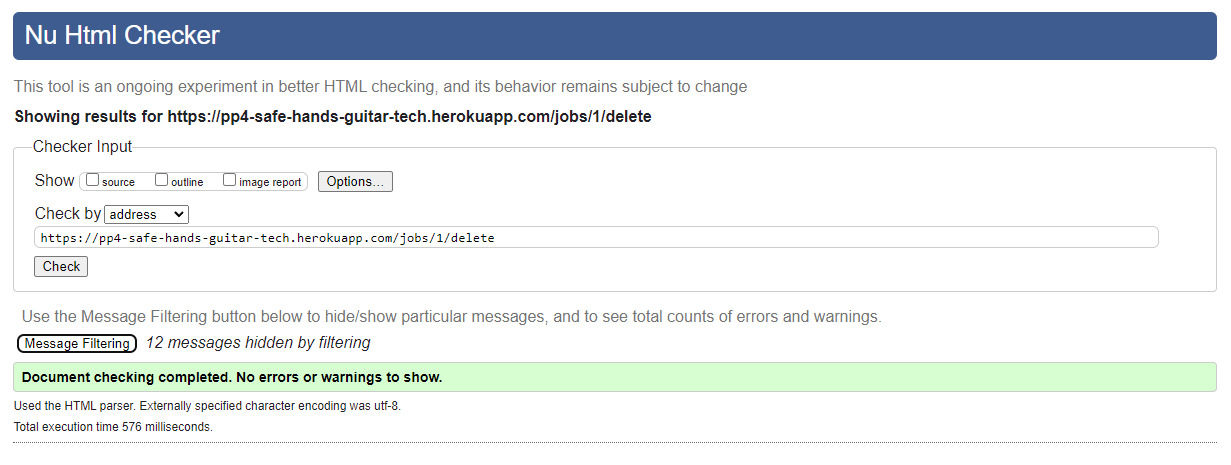 Nu Html Checker
This tool is an ongoing experiment in better HTML checking, and its behavior remains subject to change
Showing results for https://pp4-safe-hands-guitar-tech.herokuapp.com/jobs/1/delete
Checker Input
Show source outline image report Options...
Check by address
https://pp4-safe-hands-guitar-tech.herokuapp.com/jobs/1/delete
Check
Use the Message Filtering button below to hide/show particular messages, and to see total counts of errors and warnings.
Message Filtering 12 messages hidden by filtering
Document checking completed. No errors or warnings to show.
Used the HTML parser. Externally specified character encoding was utf-8.
Total execution time 576 milliseconds.